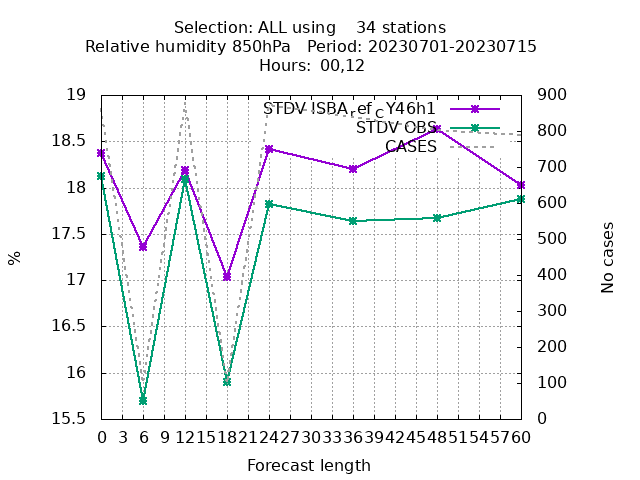 Selection: ALL using    34 stations
Relative humidity 850hPa   Period: 20230701-20230715
Hours:  00,12
19 900
STDV ISBA_ref_CY46h1
STDV OBS
CASES
18.5 800
18 700
17.5 600
17 500
16.5 400
16 300
15.5 200
100
0
%
No cases
0 3 6 9 12 15 18 21 24 27 30 33 36 39 42 45 48 51 54 57 60
Forecast length